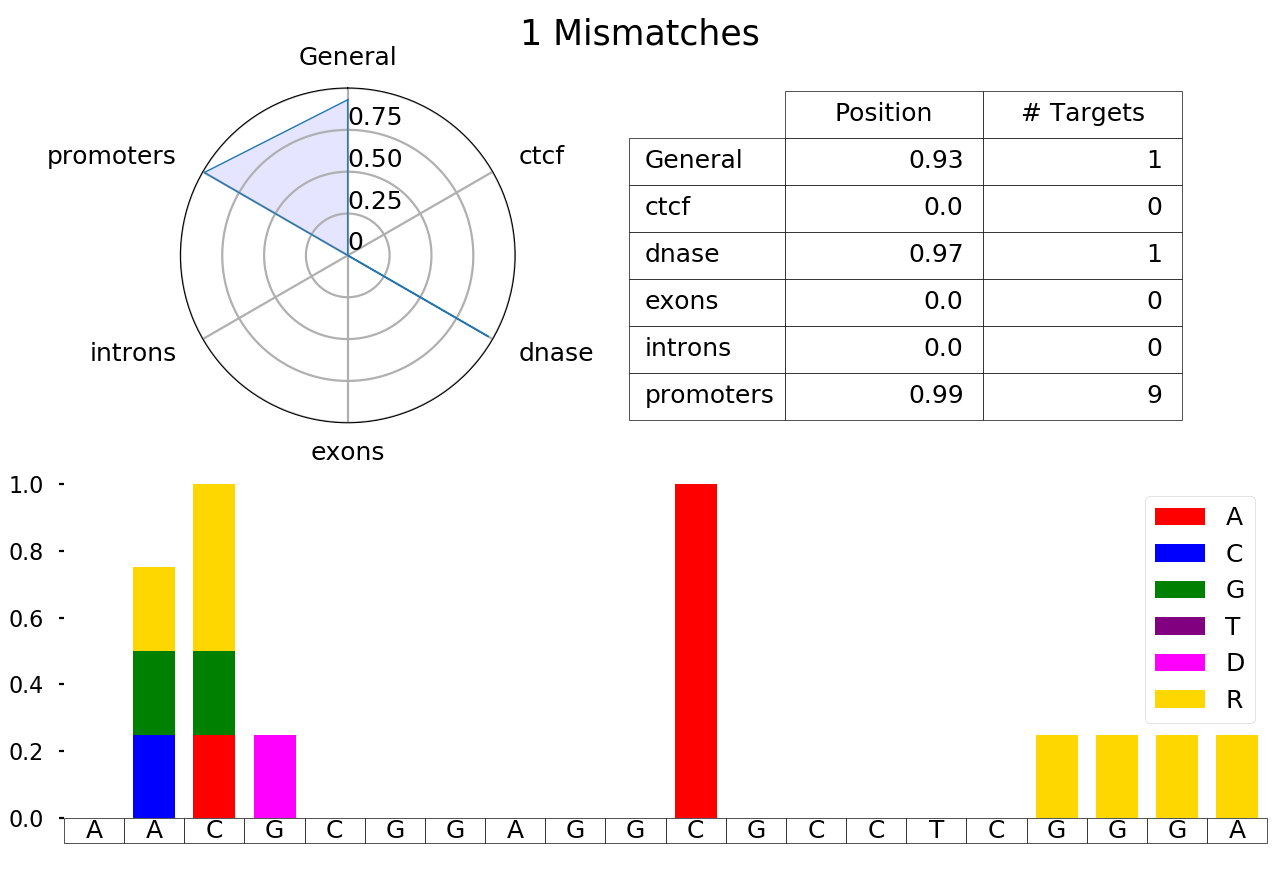 1 Mismatches
General
promoters
ctcf
introns
dnase
exons
0.75
0.50
0.25
0
Position # Targets
General 0.93 1
ctcf 0.0 0
dnase 0.97 1
exons 0.0 0
introns 0.0 0
promoters 0.99 9
1.0
0.8
0.6
0.4
0.2
0.0
A
C
G
T
D
R
A A C G C G G A G G C G C C T C G G G A